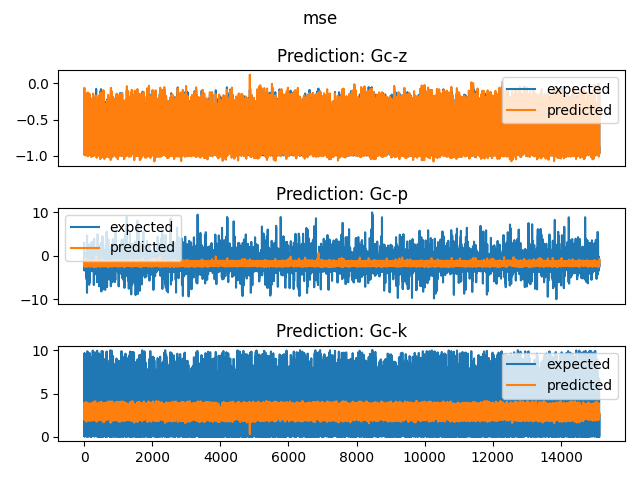 mse
Prediction: Gc-z
0.0
−0.5
−1.0
expected
predicted
Prediction: Gc-p
10
0
−10
expected
predicted
Prediction: Gc-k
10
5
0
expected
predicted
0 2000 4000 6000 8000 10000 12000 14000